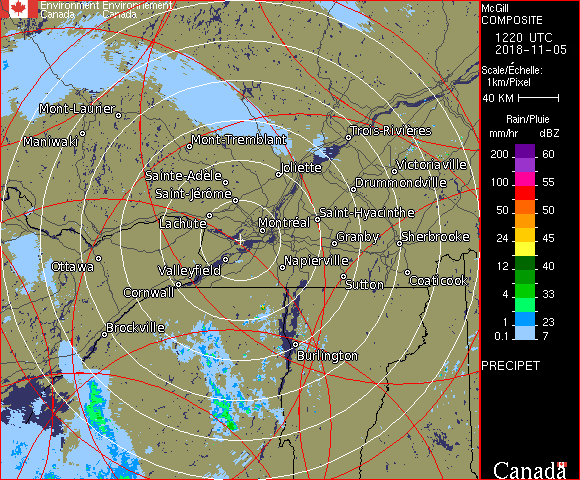 Environment Environnement
Canada Canada
McGill
COMPOSITE
1220 UTC
2018-11-05
Scale/Échelle:
1km/Pixel
40 KM
Rain/Pluie
mm/hr dBZ
200 60
150 55
100 55
50 50
24 45
12 40
4 33
1 23
0.1 7
PRECIPET
Canada
Mont-Laurier
Maniwaki
Mont-Tremblant
Trois-Rivières
Joliette
Victoriaville
Sainte-Adèle
Drummondville
Saint-Jérôme
Lachute
Saint-Hyacinthe
Montréal
Granby
Sherbrooke
Ottawa
Valleyfield
Napierville
Cornwall
Sutton
Coaticook
Brockville
Burlington